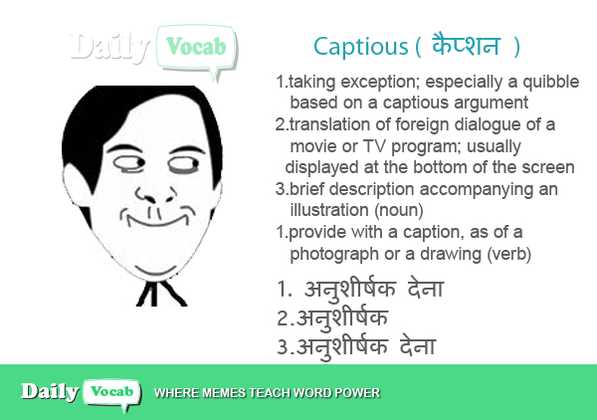 Daily Vocab
Captious ( कैप्शन )
1.taking exception; especially a quibble
based on a captious argument
2.translation of foreign dialogue of a
movie or TV program; usually
displayed at the bottom of the screen
3.brief description accompanying an
illustration (noun)
1.provide with a caption, as of a
photograph or a drawing (verb)
1. अनुशीर्षक देना
2.अनुशीर्षक
3.अनुशीर्षक देना
Daily Vocab WHERE MEMES TEACH WORD POWER